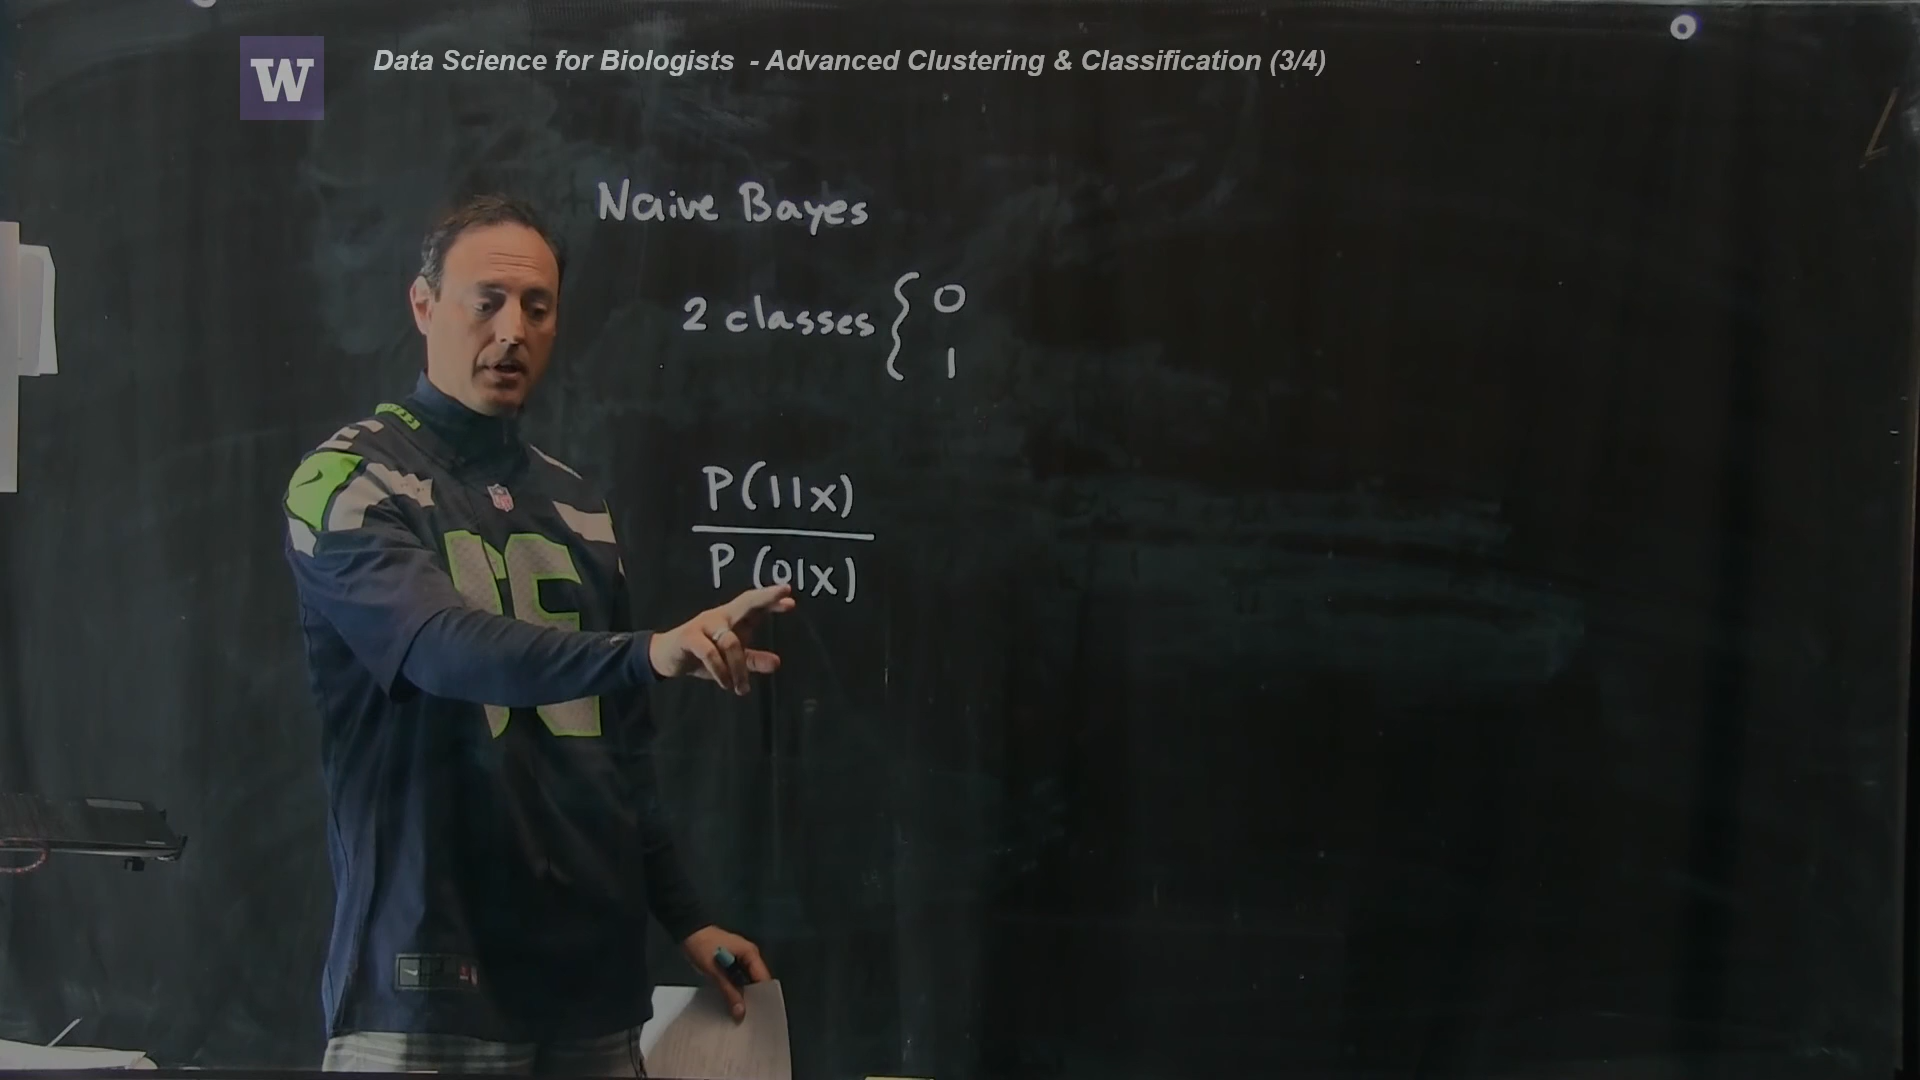 W Data Science for Biologists - Advanced Clustering & Classification (3/4)
Naive Bayes
2 classes { 0
1
P(1|x)
P(0|x)